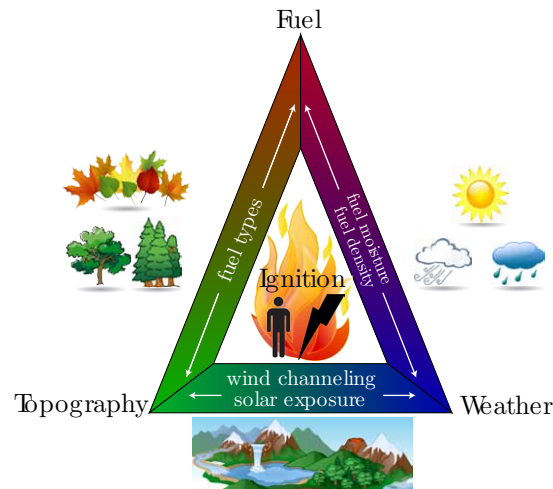 Fuel
fuel types
fuel moisture
fuel density
Ignition
wind channeling
solar exposure
Topography
Weather